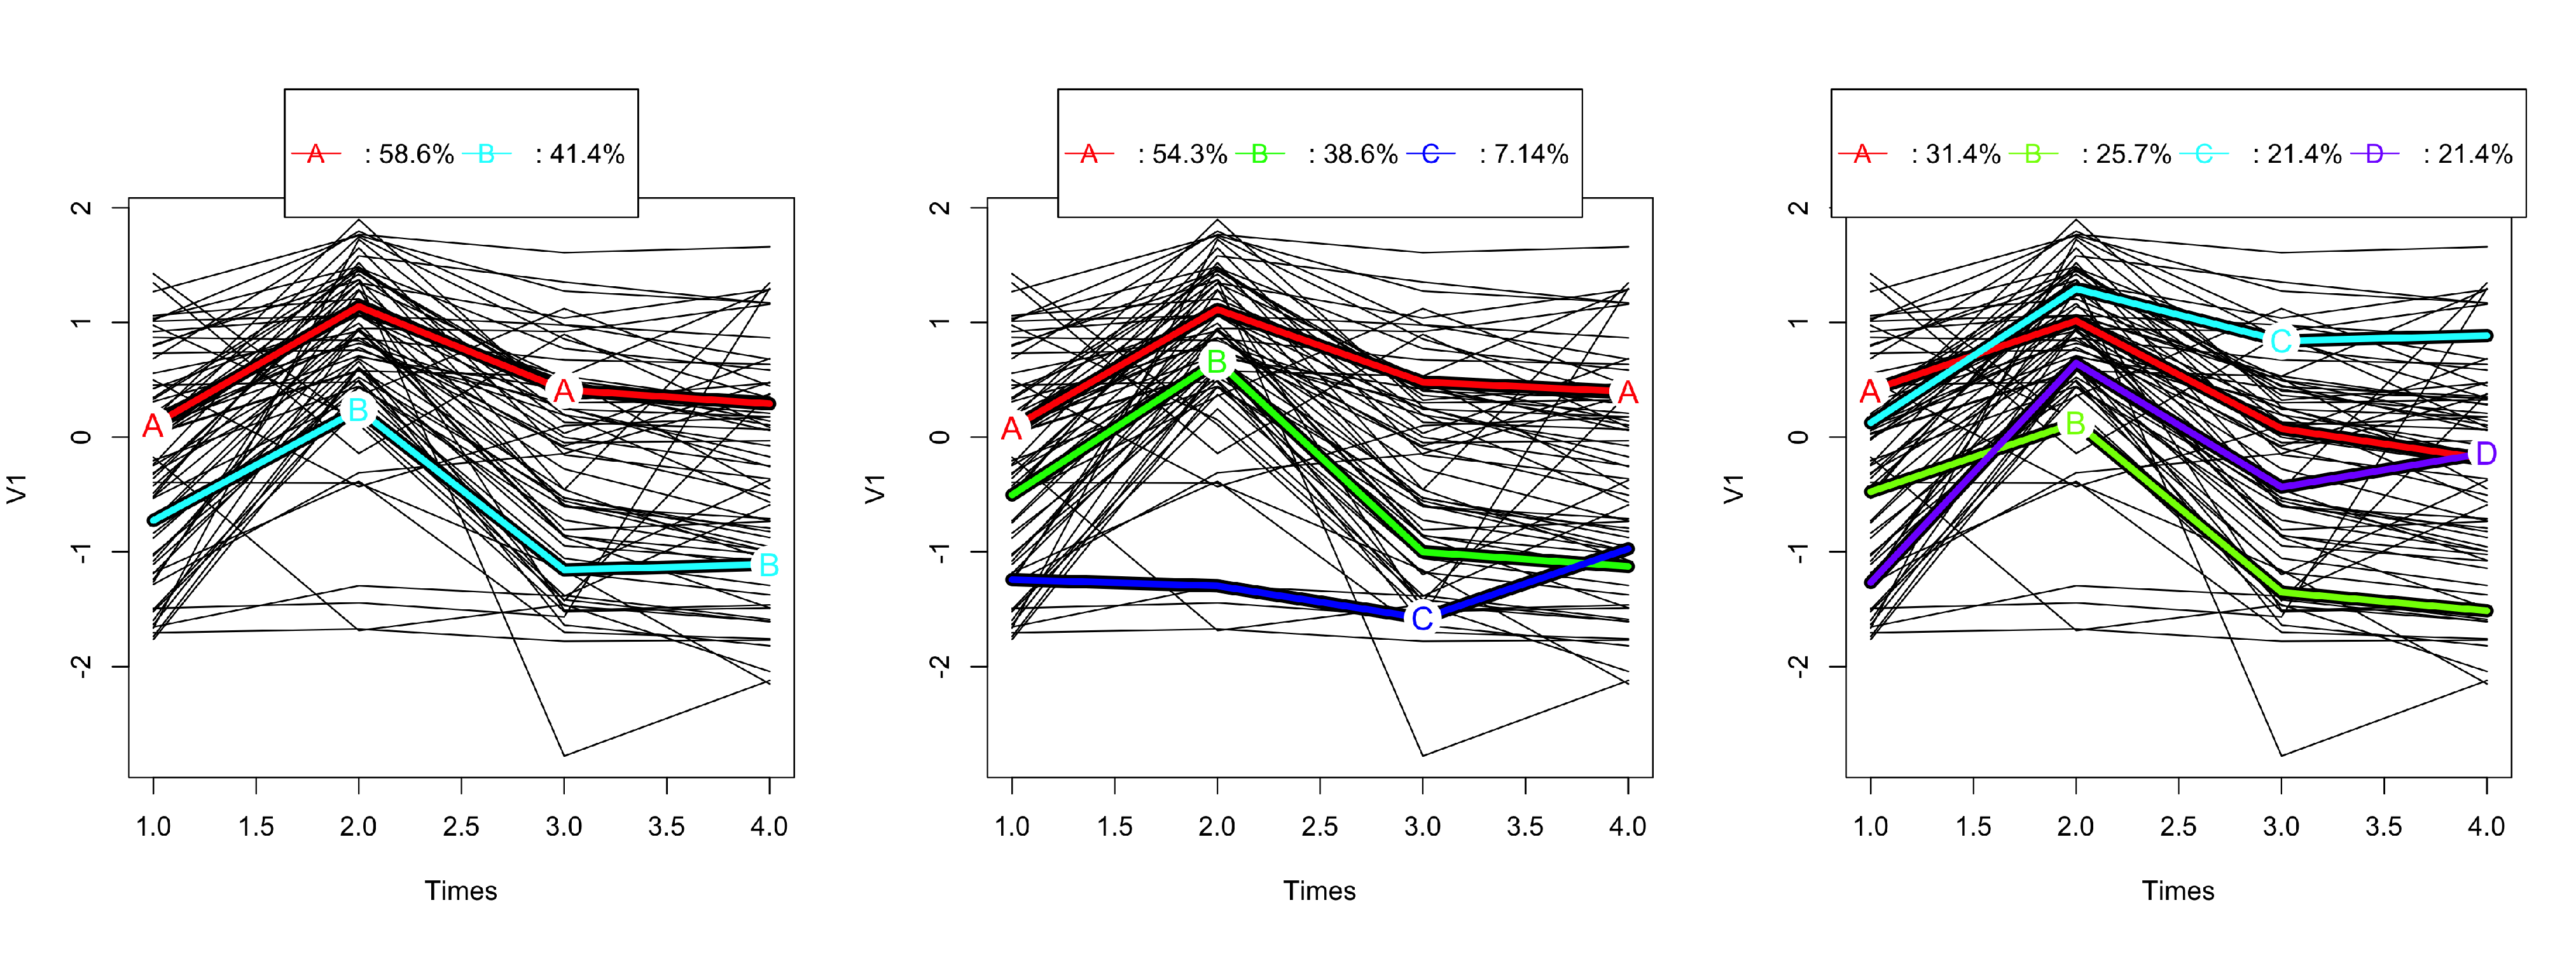 A : 58.6% B : 41.4%
A : 54.3% B : 38.6% C : 7.14%
A : 31.4% B : 25.7% C : 21.4% D : 21.4%
2
1
0
-1
-2
V1
A
B
A
B
1.0 1.5 2.0 2.5 3.0 3.5 4.0
Times
2
1
0
-1
-2
V1
A
B
C
A
1.0 1.5 2.0 2.5 3.0 3.5 4.0
Times
2
1
0
-1
-2
V1
A
B
C
D
1.0 1.5 2.0 2.5 3.0 3.5 4.0
Times